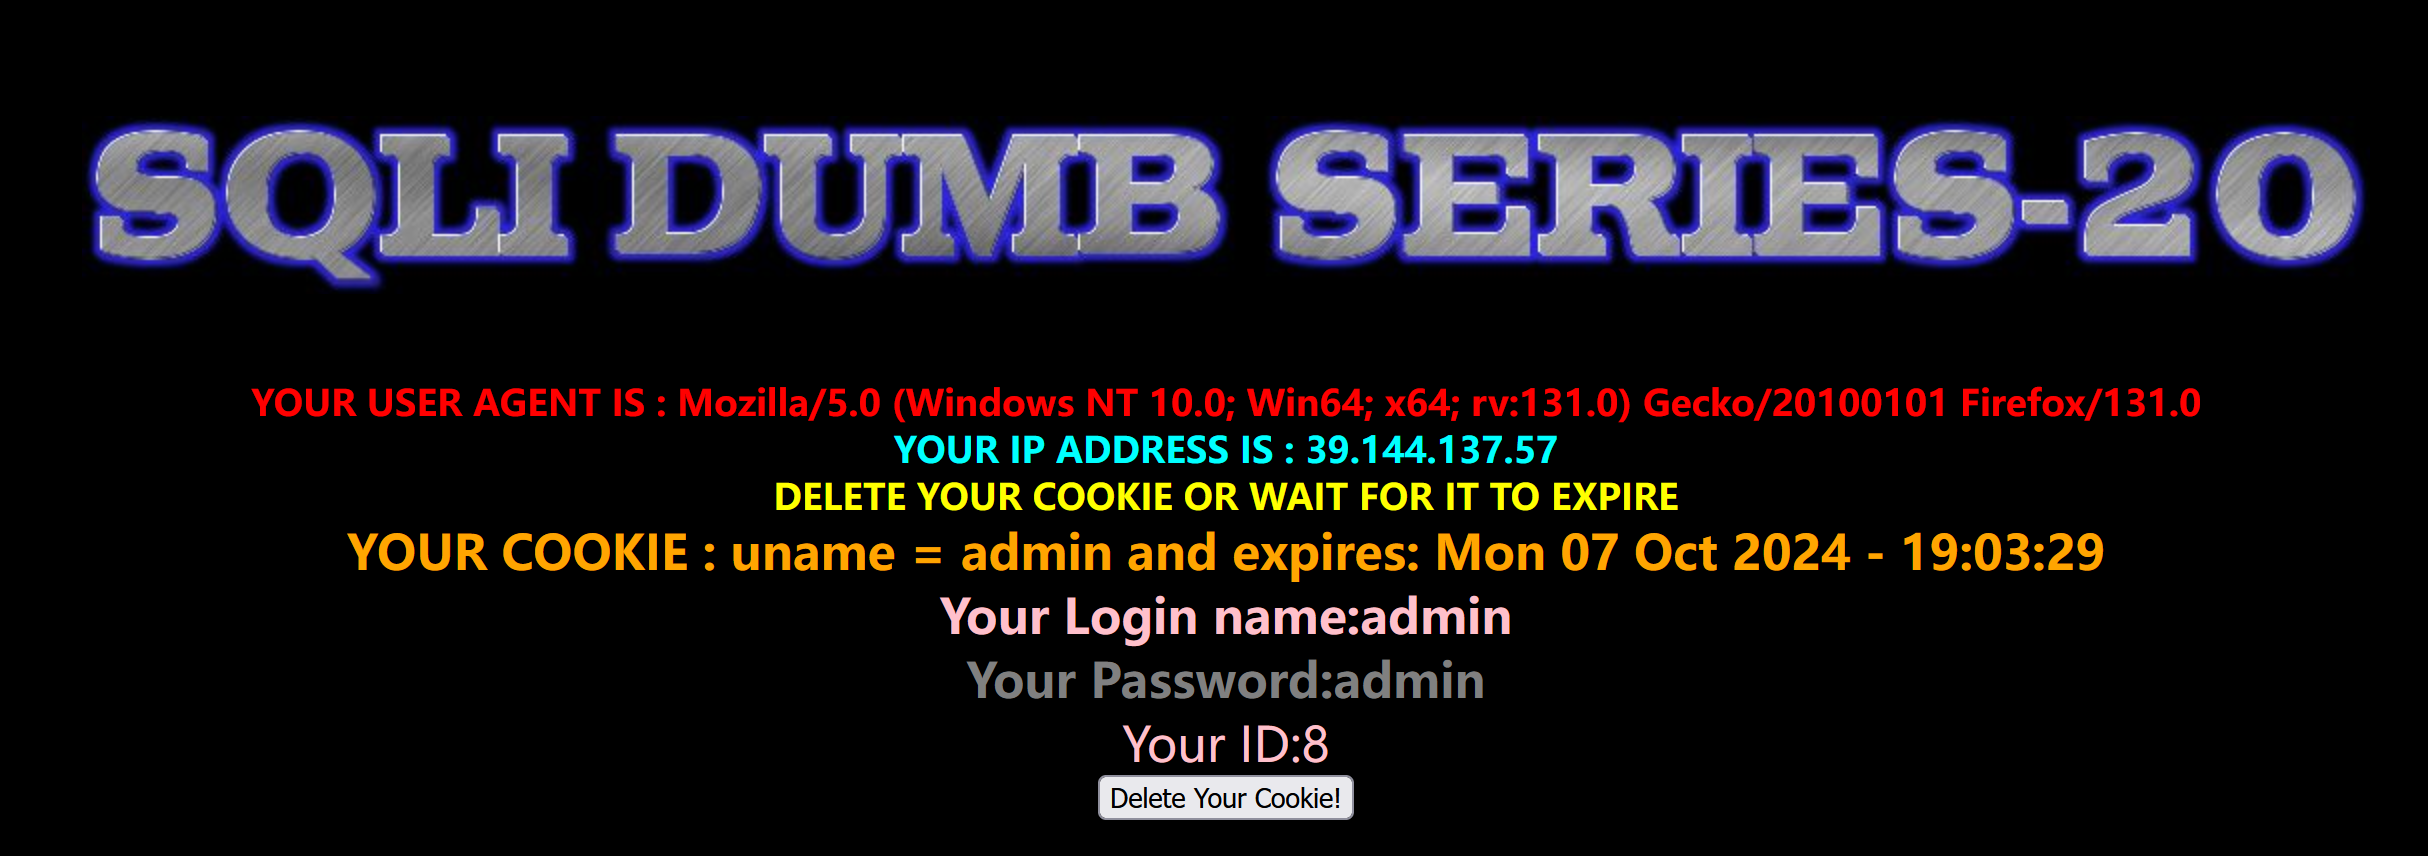 SQLI DUMB SERIES-20
YOUR USER AGENT IS : Mozilla/5.0 (Windows NT 10.0; Win64; x64; rv:131.0) Gecko/20100101 Firefox/131.0
YOUR IP ADDRESS IS : 39.144.137.57
DELETE YOUR COOKIE OR WAIT FOR IT TO EXPIRE
YOUR COOKIE : uname = admin and expires: Mon 07 Oct 2024 - 19:03:29
Your Login name:admin
Your Password:admin
Your ID:8
Delete Your Cookie!